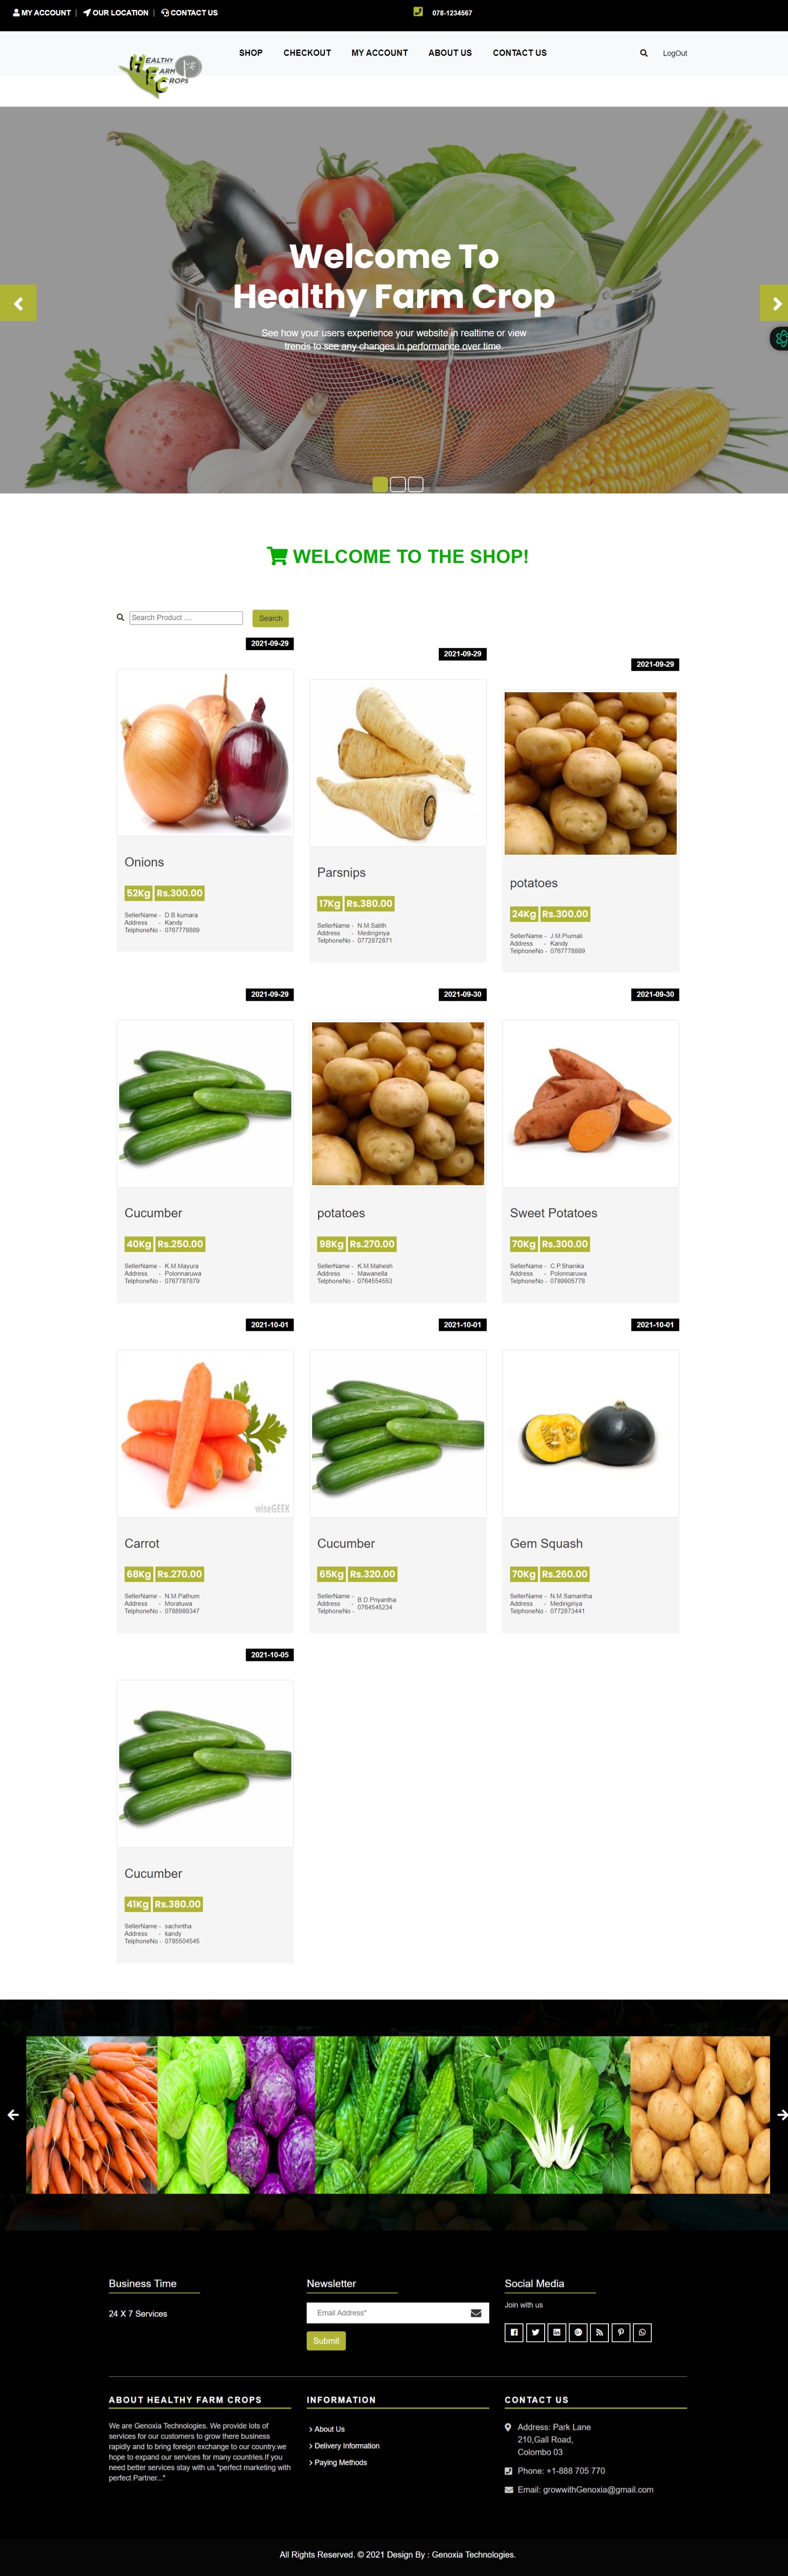 MY ACCOUNT | OUR LOCATION | CONTACT US
078-1234567
HEALTHY
FARM
CROPS
SHOP CHECKOUT MY ACCOUNT ABOUT US CONTACT US
LogOut
Welcome To
Healthy Farm Crop
See how your users experience your website in realtime or view
trends to see any changes in performance over time.
WELCOME TO THE SHOP!
Search Product .... Search
2021-09-29
2021-09-29
2021-09-29
Onions
52Kg Rs.300.00
SellerName - D.B.kumara
Address - Kandy
TelphoneNo - 0767778889
Parsnips
17Kg Rs.380.00
SellerName - N.M.Salith
Address - Medirigiriya
TelphoneNo - 0772872871
potatoes
24Kg Rs.300.00
SellerName - J.M.Piumali
Address - Kandy
TelphoneNo - 0767778889
2021-09-29
2021-09-30
2021-09-30
Cucumber
40Kg Rs.250.00
SellerName - K.M.Mayura
Address - Polonnaruwa
TelphoneNo - 0767787879
potatoes
98Kg Rs.270.00
SellerName - K.M.Mahesh
Address - Mawanella
TelphoneNo - 0764554553
Sweet Potatoes
70Kg Rs.300.00
SellerName - C.P.Shanika
Address - Polonnaruwa
TelphoneNo - 0789905778
2021-10-01
2021-10-01
2021-10-01
wiseGEEK
Carrot
68Kg Rs.270.00
SellerName - N.M.Pathum
Address - Moratuwa
TelphoneNo - 0788989347
Cucumber
65Kg Rs.320.00
SellerName -
Address - B.D.Priyantha
TelphoneNo - 0764545234
Gem Squash
70Kg Rs.260.00
SellerName - N.M.Samantha
Address - Medirigiriya
TelphoneNo - 0772873441
2021-10-05
Cucumber
41Kg Rs.380.00
SellerName - sachintha
Address - kandy
TelphoneNo - 0785504545
Business Time
24 X 7 Services
Newsletter
Email Address*
Submit
Social Media
Join with us
ABOUT HEALTHY FARM CROPS
We are Genoxia Technologies. We provide lots of
services for our customers to grow there business
rapidly and to bring foreign exchange to our country.we
hope to expand our services for many countries.If you
need better services stay with us."perfect marketing with
perfect Partner..."
INFORMATION
About Us
Delivery Information
Paying Methods
CONTACT US
Address: Park Lane
210,Gall Road,
Colombo 03
Phone: +1-888 705 770
Email: growwithGenoxia@gmail.com
All Rights Reserved. © 2021 Design By : Genoxia Technologies.